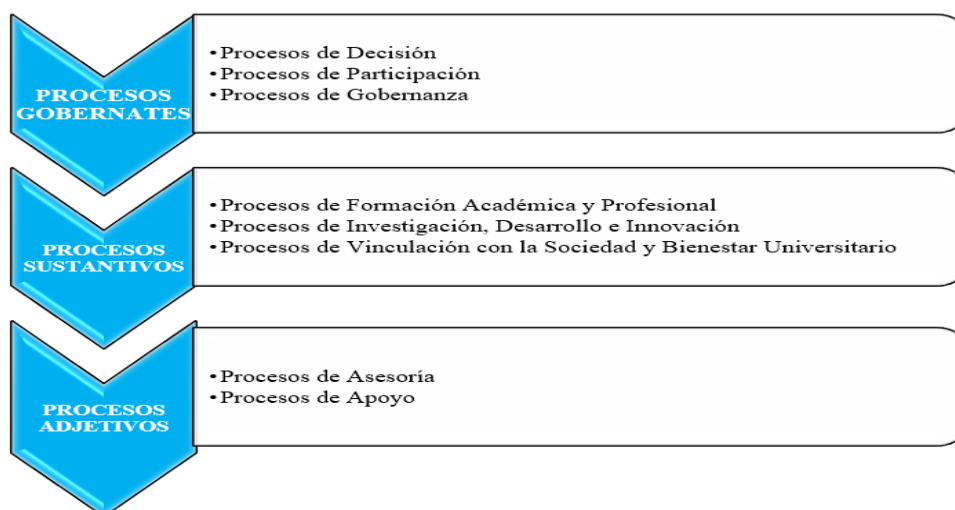 PROCESOS
GOBERNATES
•Procesos de Decisión
•Procesos de Participación
•Procesos de Gobernanza
PROCESOS
SUSTANTIVOS
•Procesos de Formación Académica y Profesional
•Procesos de Investigación, Desarrollo e Innovación
•Procesos de Vinculación con la Sociedad y Bienestar Universitario
PROCESOS
ADJETIVOS
•Procesos de Asesoría
•Procesos de Apoyo